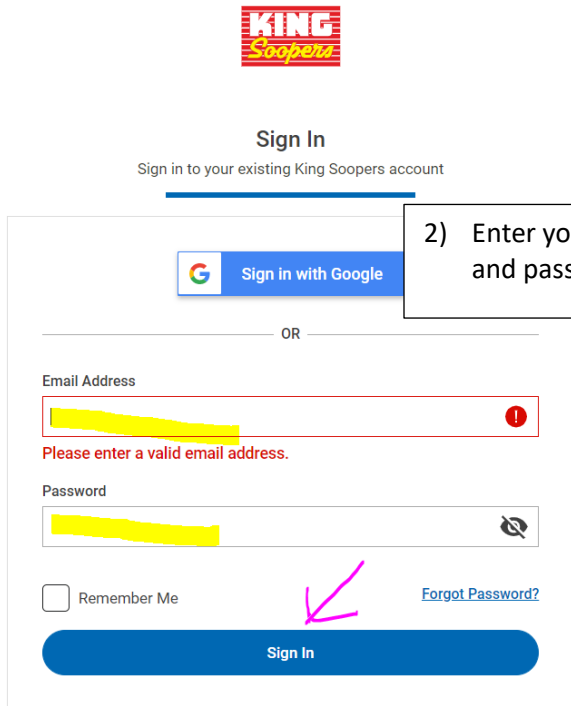 KING
Soopers
Sign In
Sign in to your existing King Soopers account
2) Enter yo
and pass
Sign in with Google
OR
Email Address
Please enter a valid email address.
Password
Remember Me
Forgot Password?
Sign In